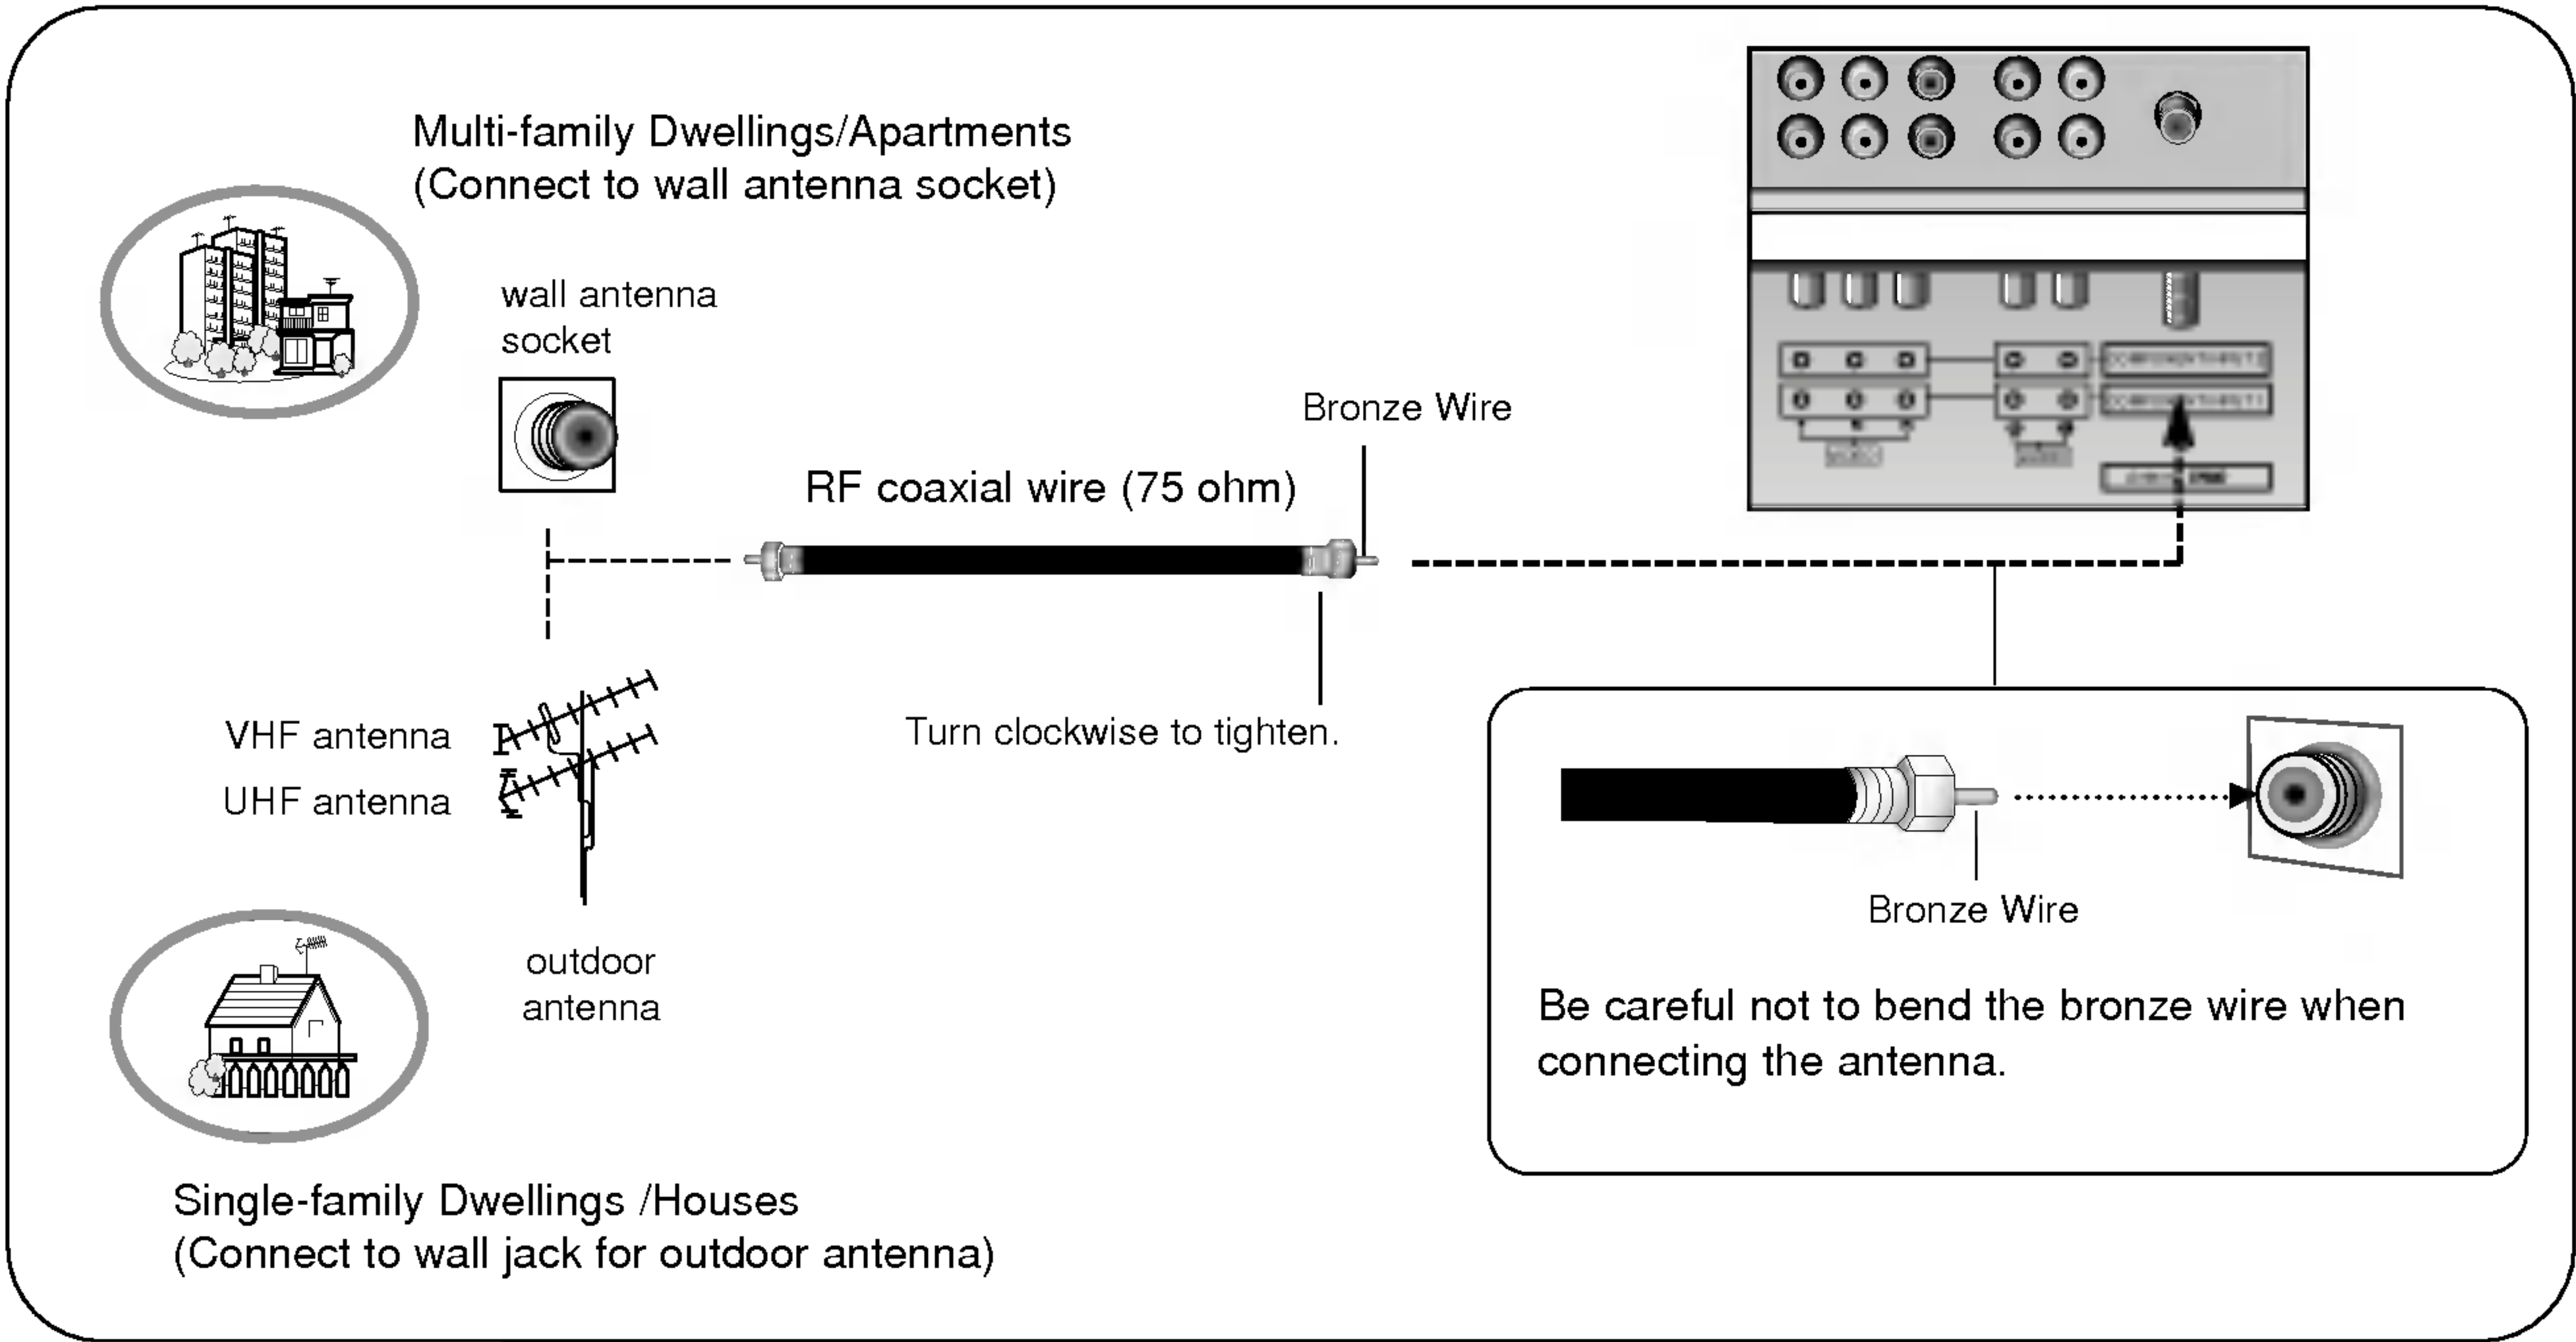 Multi-family Dwellings/Apartments
(Connect to wall antenna socket)
wall antenna
socket
Bronze Wire
RF coaxial wire (75 ohm)
Turn clockwise to tighten.
VHF antenna
UHF antenna
outdoor
antenna
Single-family Dwellings /Houses
(Connect to wall jack for outdoor antenna)
Bronze Wire
Be careful not to bend the bronze wire when
connecting the antenna.